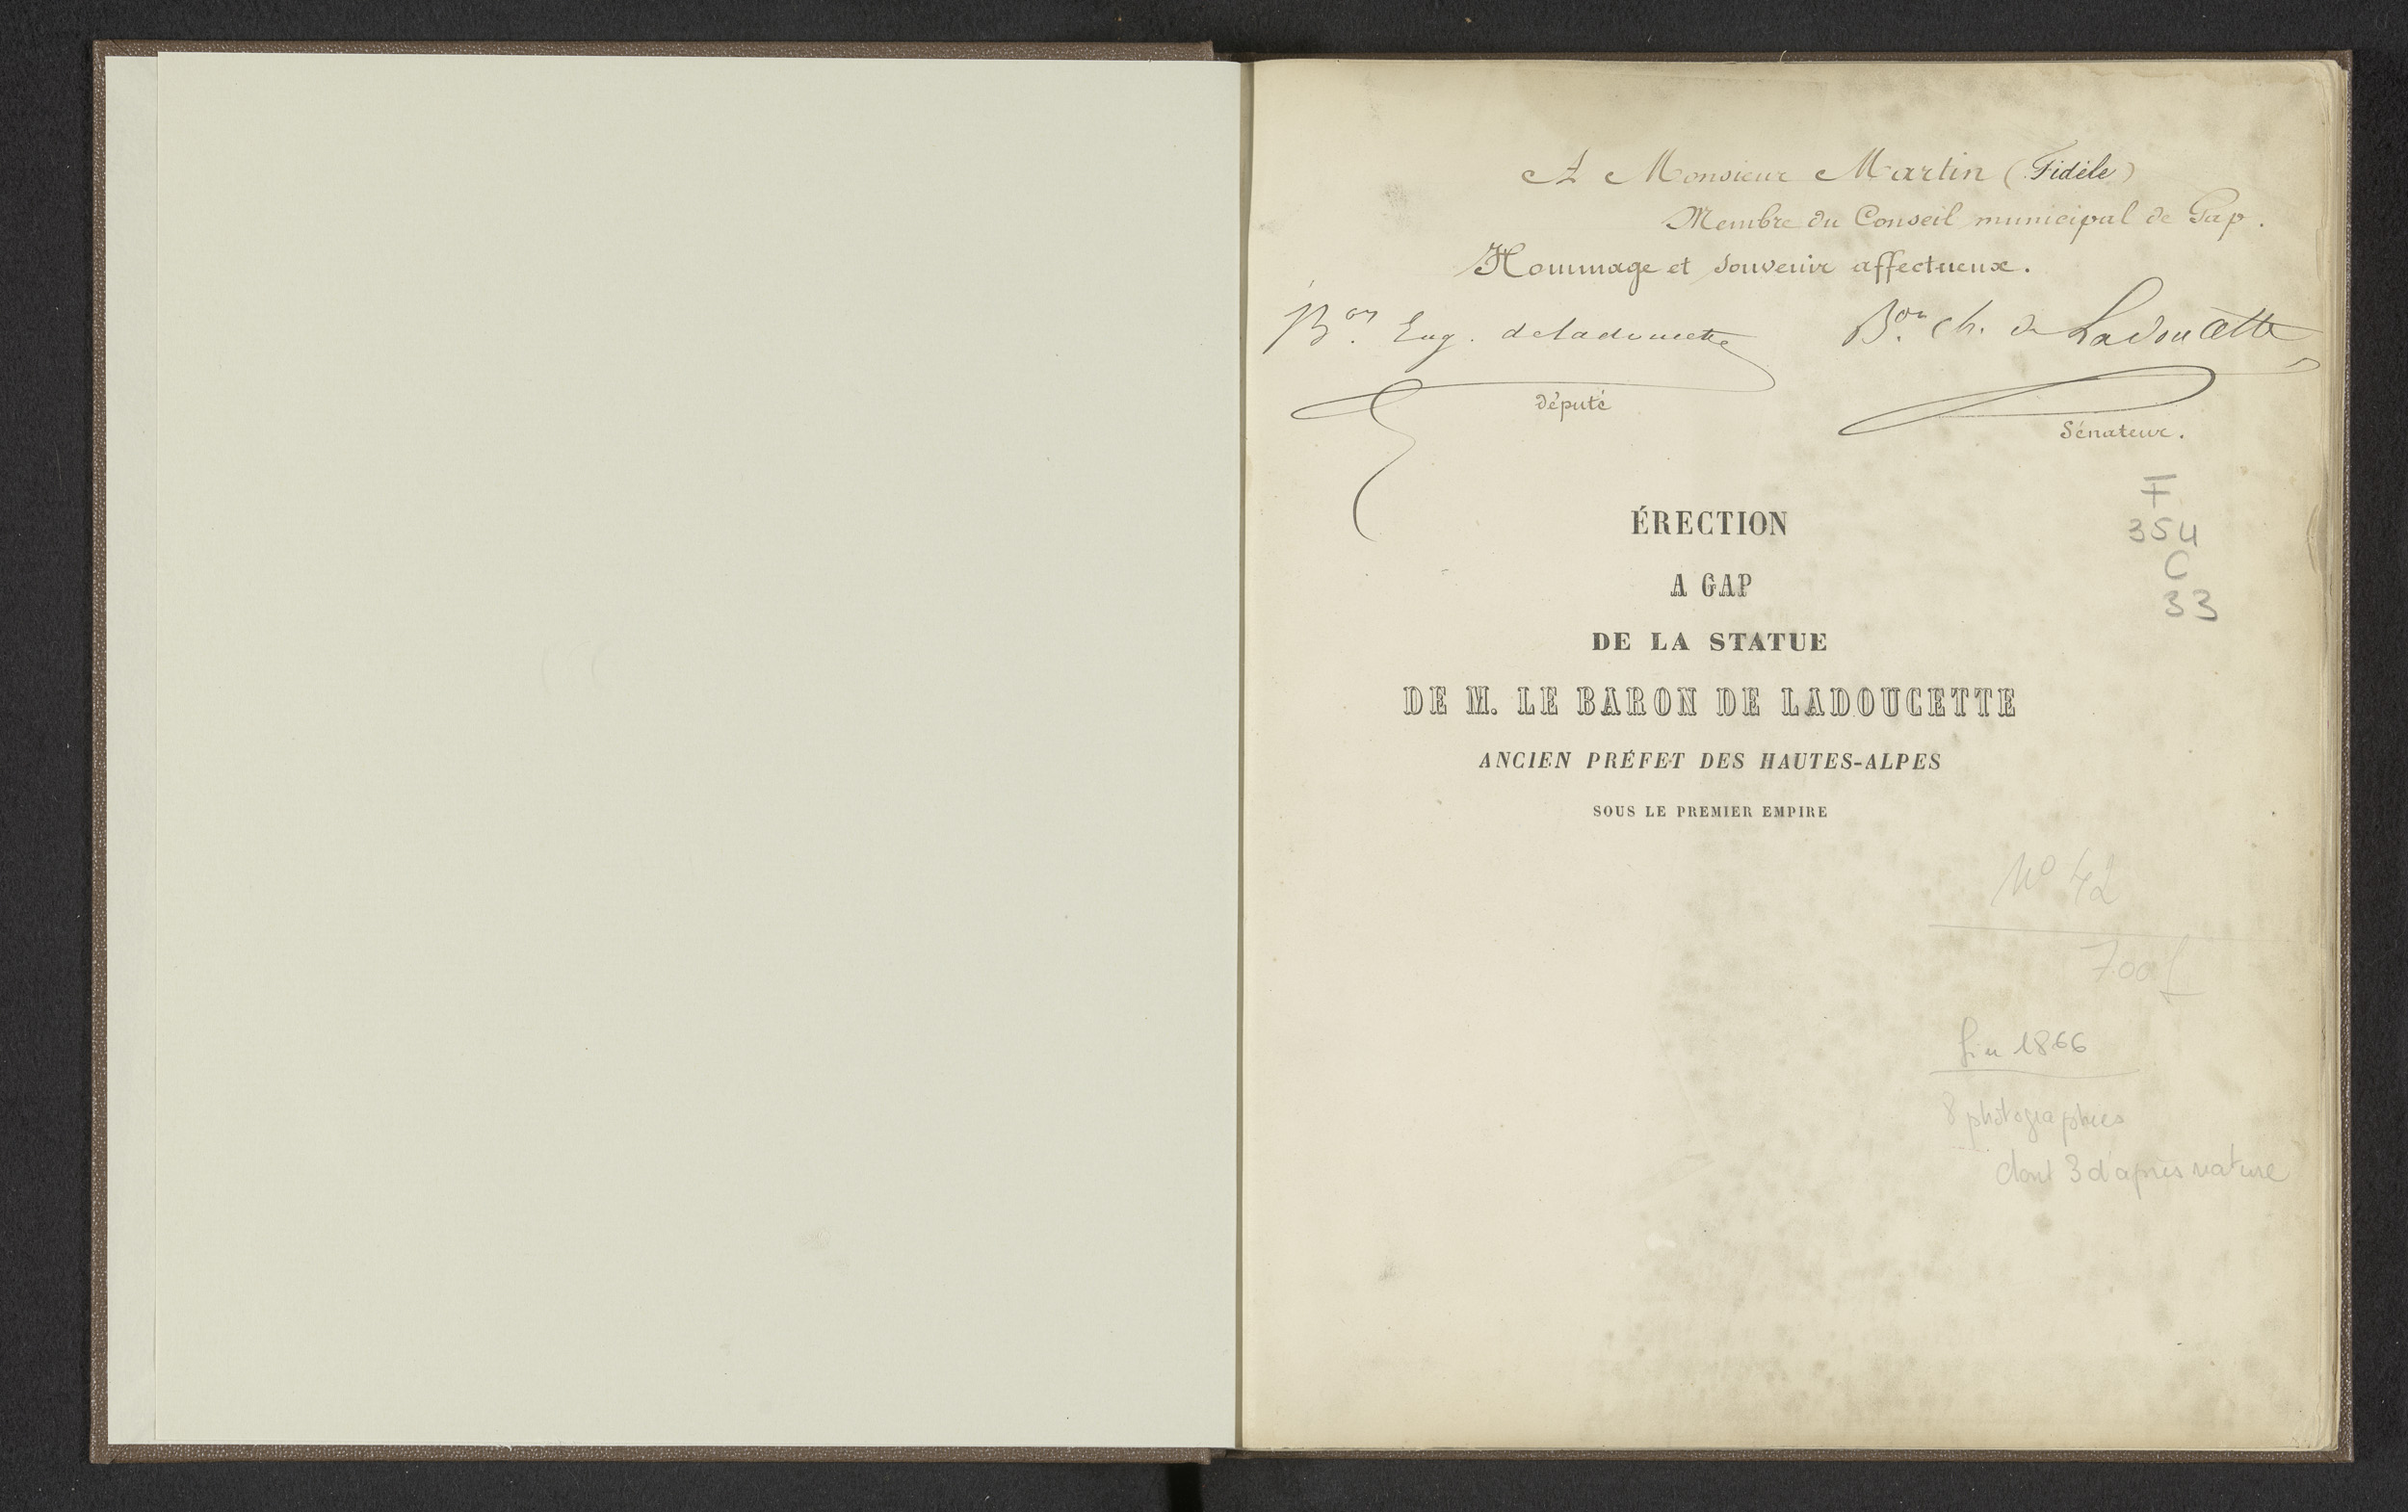 A Monsieur Martin (Fidèle)
Membre du Conseil municipal de Gap.
Hommage et souvenir affectueux.
Bon. Eug. de Ladoucette
Bon. Ch. de Ladoucette
député
Sénateur.
F
354
C
33
ÉRECTION
A GAP
DE LA STATUE
DE M. LE BARON DE LADOUCETTE
ANCIEN PRÉFET DES HAUTES-ALPES
SOUS LE PREMIER EMPIRE
No 42
700 f
fin 1866
8 photographies
dont 3 d'après nature